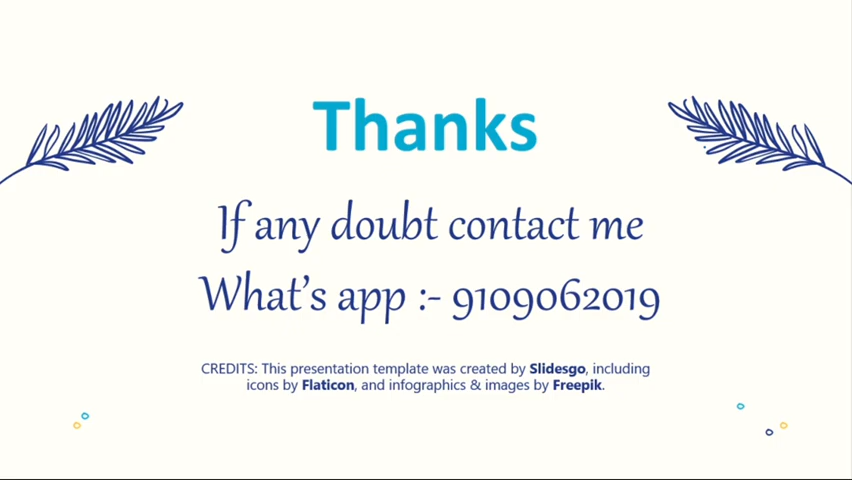 Thanks
If any doubt contact me
What's app :- 9109062019
CREDITS: This presentation template was created by Slidesgo, including
icons by Flaticon, and infographics & images by Freepik.